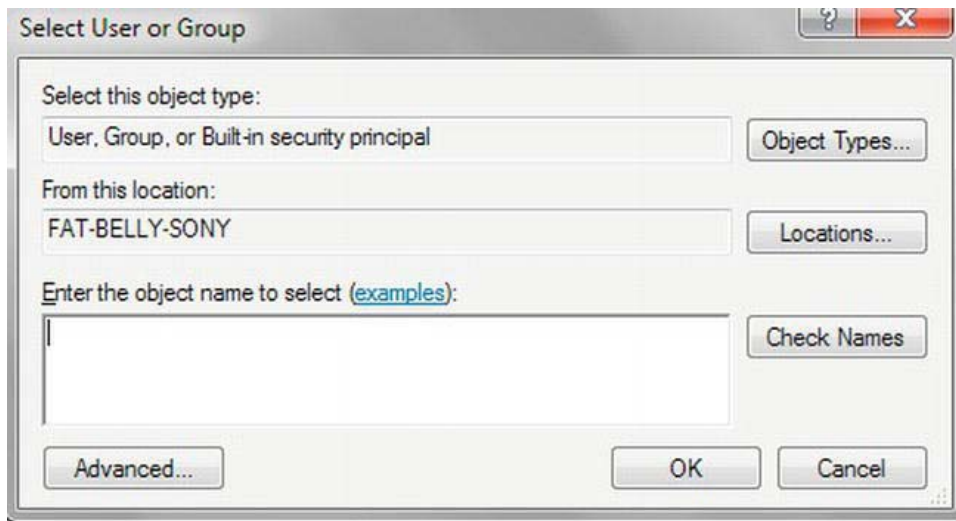 Select User or Group
?
X
Select this object type:
User, Group, or Built-in security principal
Object Types...
From this location:
FAT-BELLY-SONY
Locations...
Enter the object name to select (examples):
Check Names
Advanced...
OK
Cancel